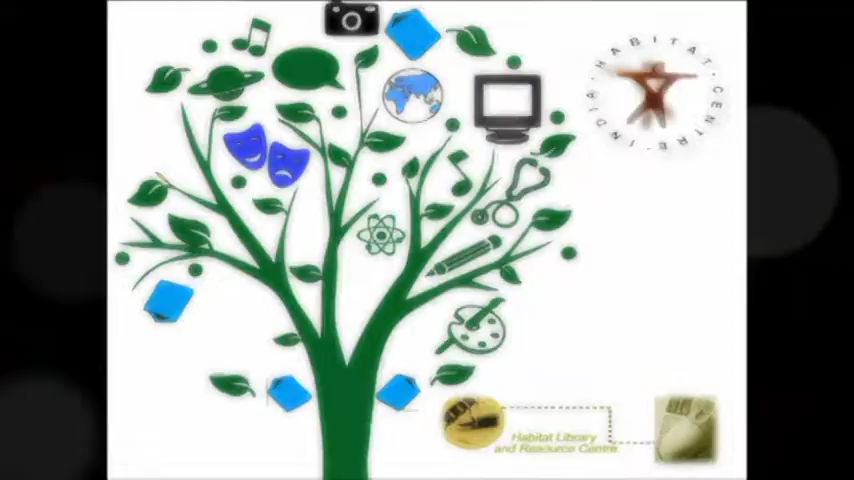 · HABITAT · CENTRE · INDIA
Habitat Library
and Resource Centre